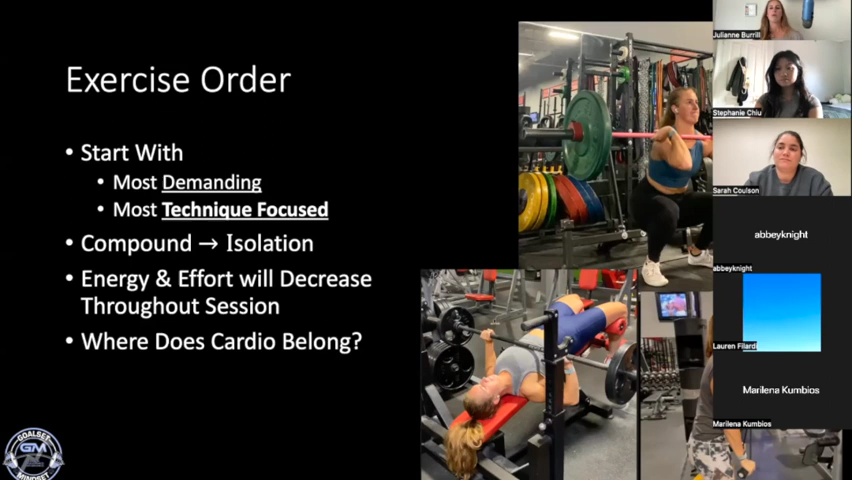 Exercise Order
• Start With
• Most Demanding
• Most Technique Focused
• Compound → Isolation
• Energy & Effort will Decrease
Throughout Session
• Where Does Cardio Belong?
GOALSET
GM
MINDSET
Julianne Burrill
Stephanie Chiu
Sarah Coulson
abbeyknight
abbeyknight
Lauren Filardi
Marilena Kumbios
Marilena Kumbios